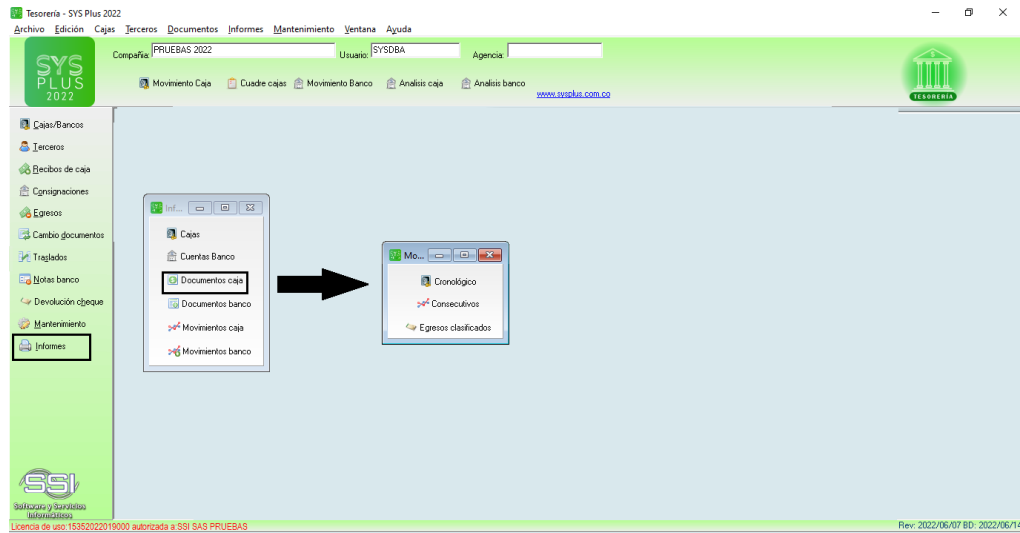 Tesorería - SYS Plus 2022
Archivo Edición Cajas Terceros Documentos Informes Mantenimiento Ventana Ayuda
SYS
PLUS
2022
Compañia: PRUEBAS 2022 Usuario: SYSDBA Agencia:
Movimiento Caja Cuadre cajas Movimiento Banco Analisis caja Analisis banco
www.sysplus.com.co
TESORERÍA
Cajas/Bancos
Terceros
Recibos de caja
Consignaciones
Egresos
Cambio documentos
Traslados
Notas banco
Devolución cheque
Mantenimiento
Informes
Inf...
Cajas
Cuentas Banco
Documentos caja
Documentos banco
Movimientos caja
Movimientos banco
Mo...
Cronológico
Consecutivos
Egresos clasificados
SSI
Software y Servicios
Informáticos
Licencia de uso:15352022019000 autorizada a:SSI SAS PRUEBAS
Rev: 2022/06/07 BD: 2022/06/14